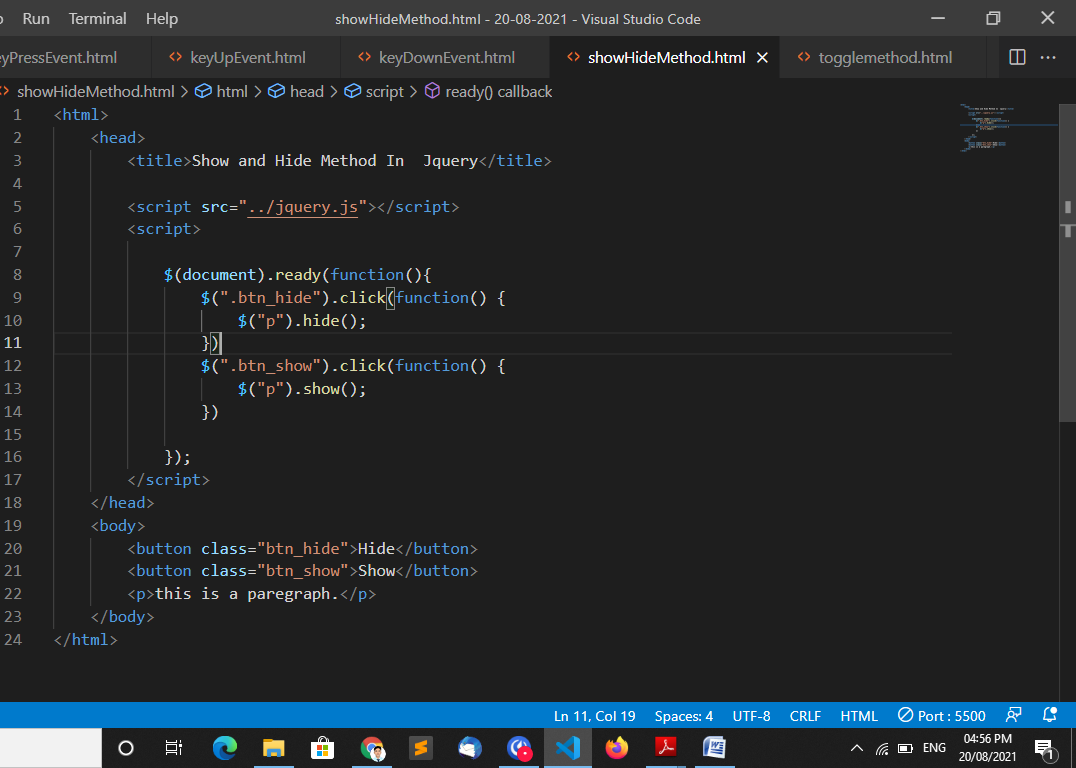 Run Terminal Help showHideMethod.html - 20-08-2021 - Visual Studio Code
eyPressEvent.html keyUpEvent.html keyDownEvent.html showHideMethod.html togglemethod.html
showHideMethod.html > html > head > script > ready() callback
1 <html>
2 <head>
3 <title>Show and Hide Method In  Jquery</title>
4
5 <script src="../jquery.js"></script>
6 <script>
7
8 $(document).ready(function(){
9 $(".btn_hide").click(function() {
10 $("p").hide();
11 })
12 $(".btn_show").click(function() {
13 $("p").show();
14 })
15
16 });
17 </script>
18 </head>
19 <body>
20 <button class="btn_hide">Hide</button>
21 <button class="btn_show">Show</button>
22 <p>this is a paregraph.</p>
23 </body>
24 </html>
Ln 11, Col 19 Spaces: 4 UTF-8 CRLF HTML Port : 5500
ENG 04:56 PM
20/08/2021 1